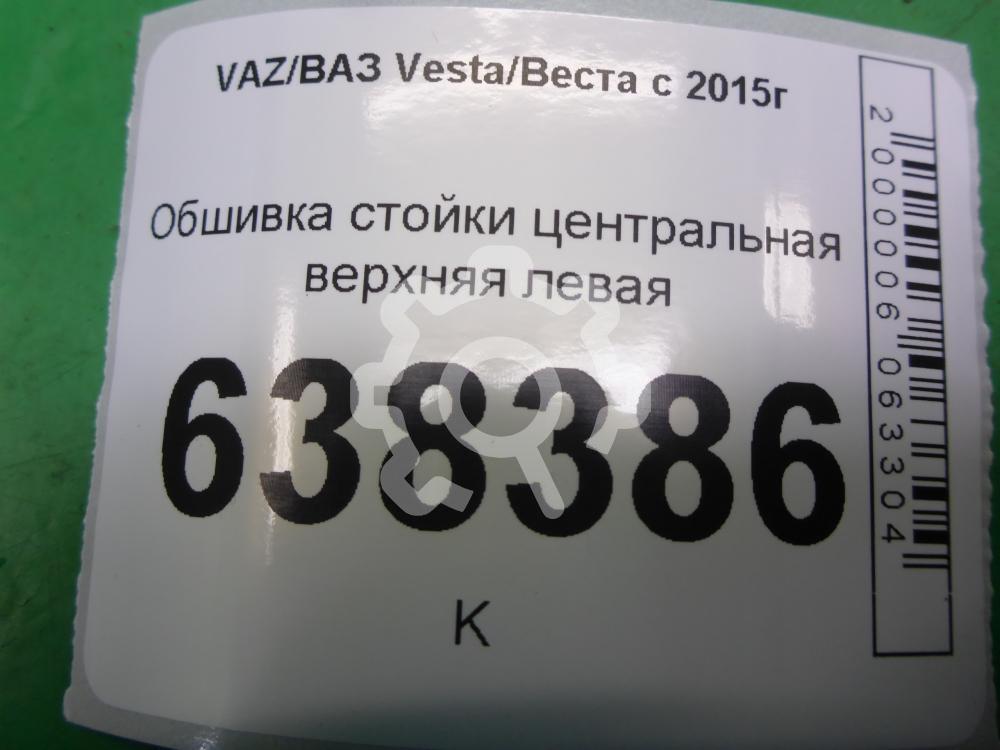 VAZ/ВАЗ Vesta/Веста с 2015г
Обшивка стойки центральная
верхняя левая
638386
К
2000006063304